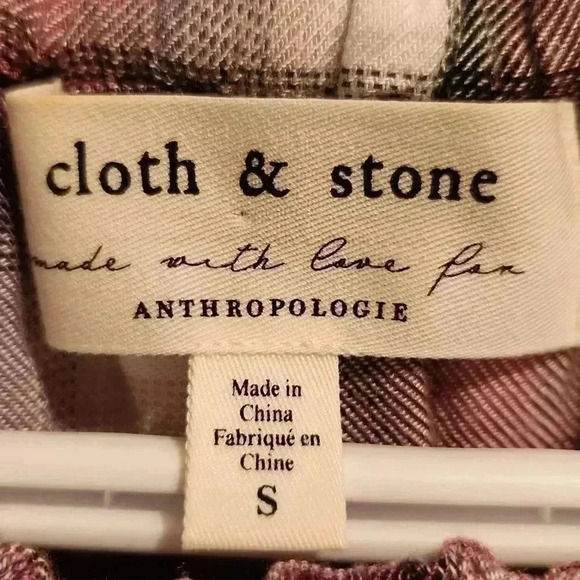 cloth & stone
made with love for
ANTHROPOLOGIE
Made in
China
Fabriqué en
Chine
S